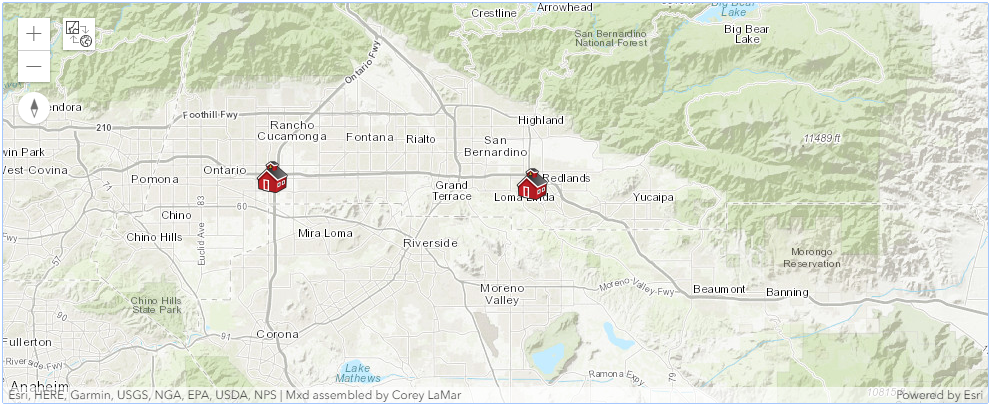 Crestline
Arrowhead
Big Bear
Lake
Big Bear
Lake
San Bernardino
National Forest
Ontario Fwy
endora
Foothill Fwy
210
Highland
11489 ft
Rancho
Cucamonga
Fontana
Rialto
San
Bernardino
win Park
West Covina
Ontario
Pomona
Redlands
Grand
Terrace
Loma Linda
Yucaipa
83
60
Chino
Euclid Ave
Mira Loma
Chino Hills
Riverside
Fwy
57
Morongo
Reservation
Moreno
Valley
Moreno Valley Fwy
Beaumont
Banning
Chino Hills
State Park
90
91
Corona
Fullerton
Riverside Fwy
Lake
Mathews
Ramona Expy
79
Anaheim
Esri, HERE, Garmin, USGS, NGA, EPA, USDA, NPS | Mxd assembled by Corey LaMar
Powered by Esri